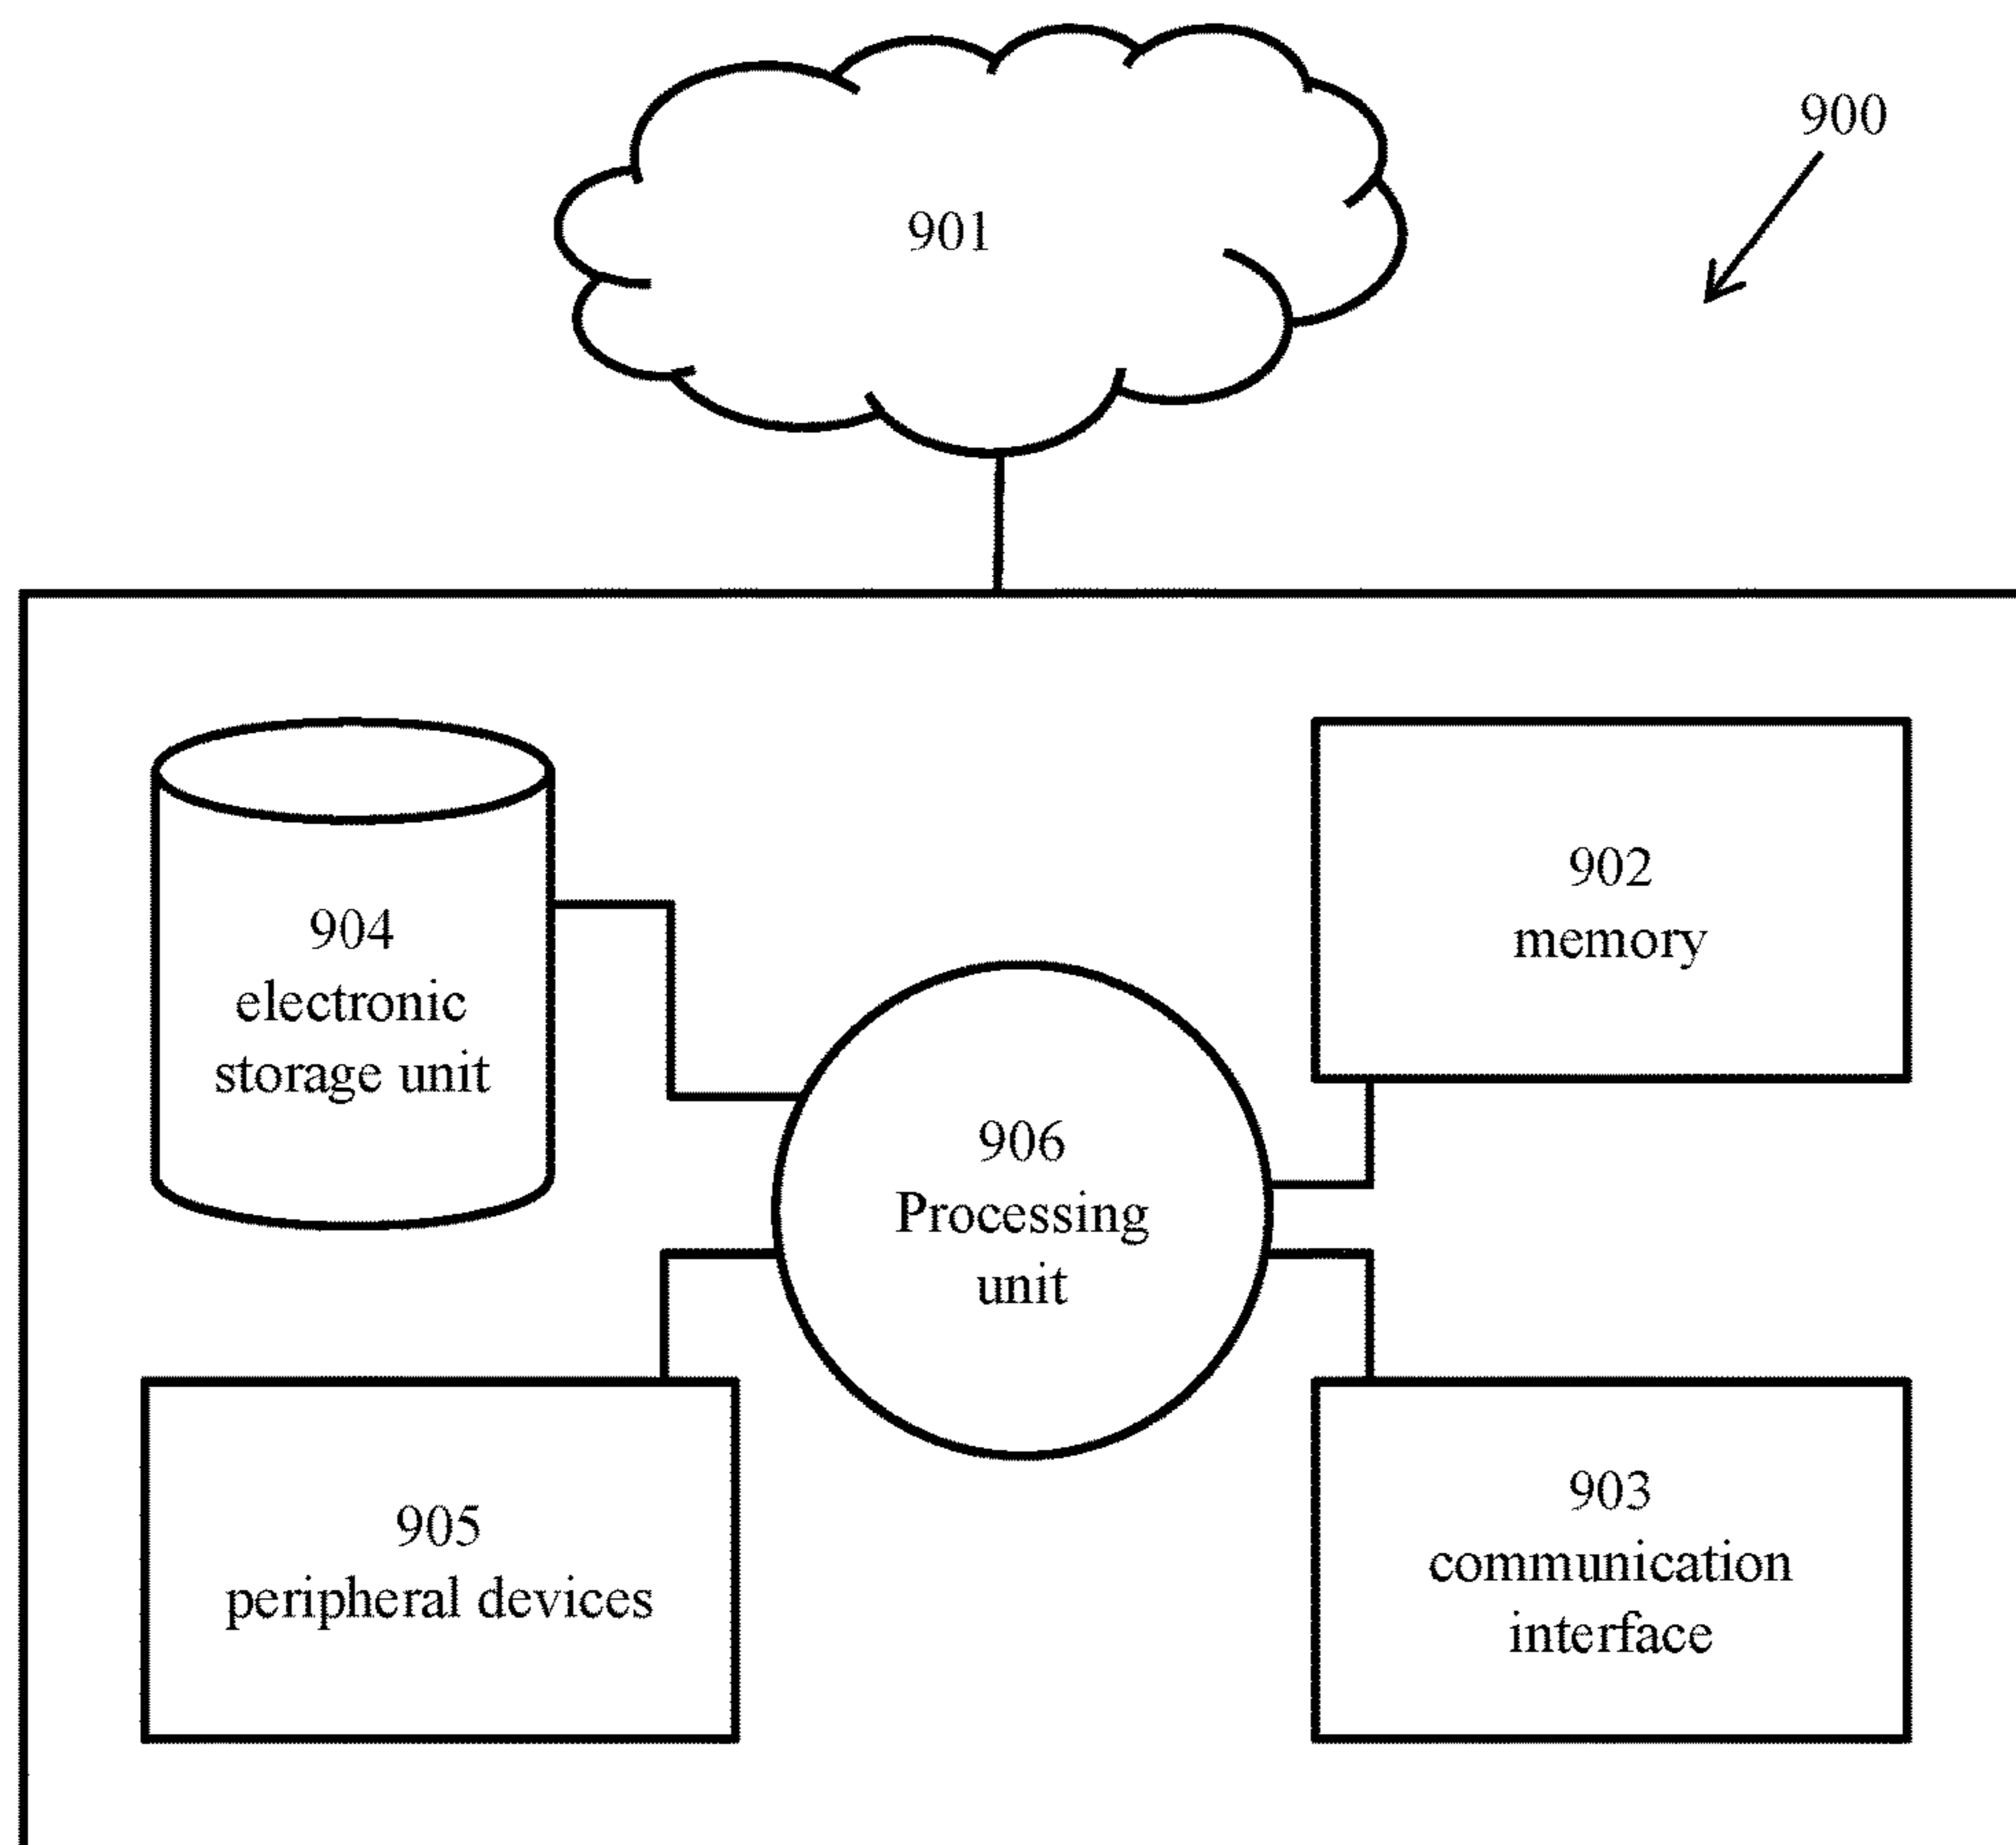 900
901
904
electronic
storage unit
902
memory
906
Processing
unit
905
peripheral devices
903
communication
interface